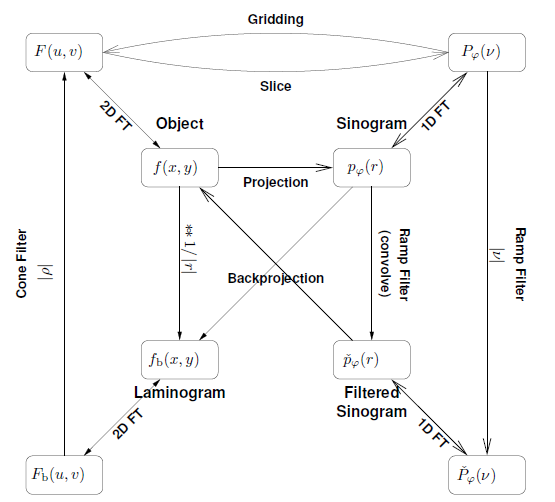 Gridding
F(u, v)
P_φ(ν)
Slice
2D FT
1D FT
Object
Sinogram
f(x, y)
p_φ(r)
Projection
Cone Filter
|ρ|
** 1/|r|
Ramp Filter
(convolve)
Ramp Filter
|ν|
Backprojection
f_b(x, y)
p̌_φ(r)
Laminogram
Filtered
Sinogram
2D FT
1D FT
F_b(u, v)
P̌_φ(ν)